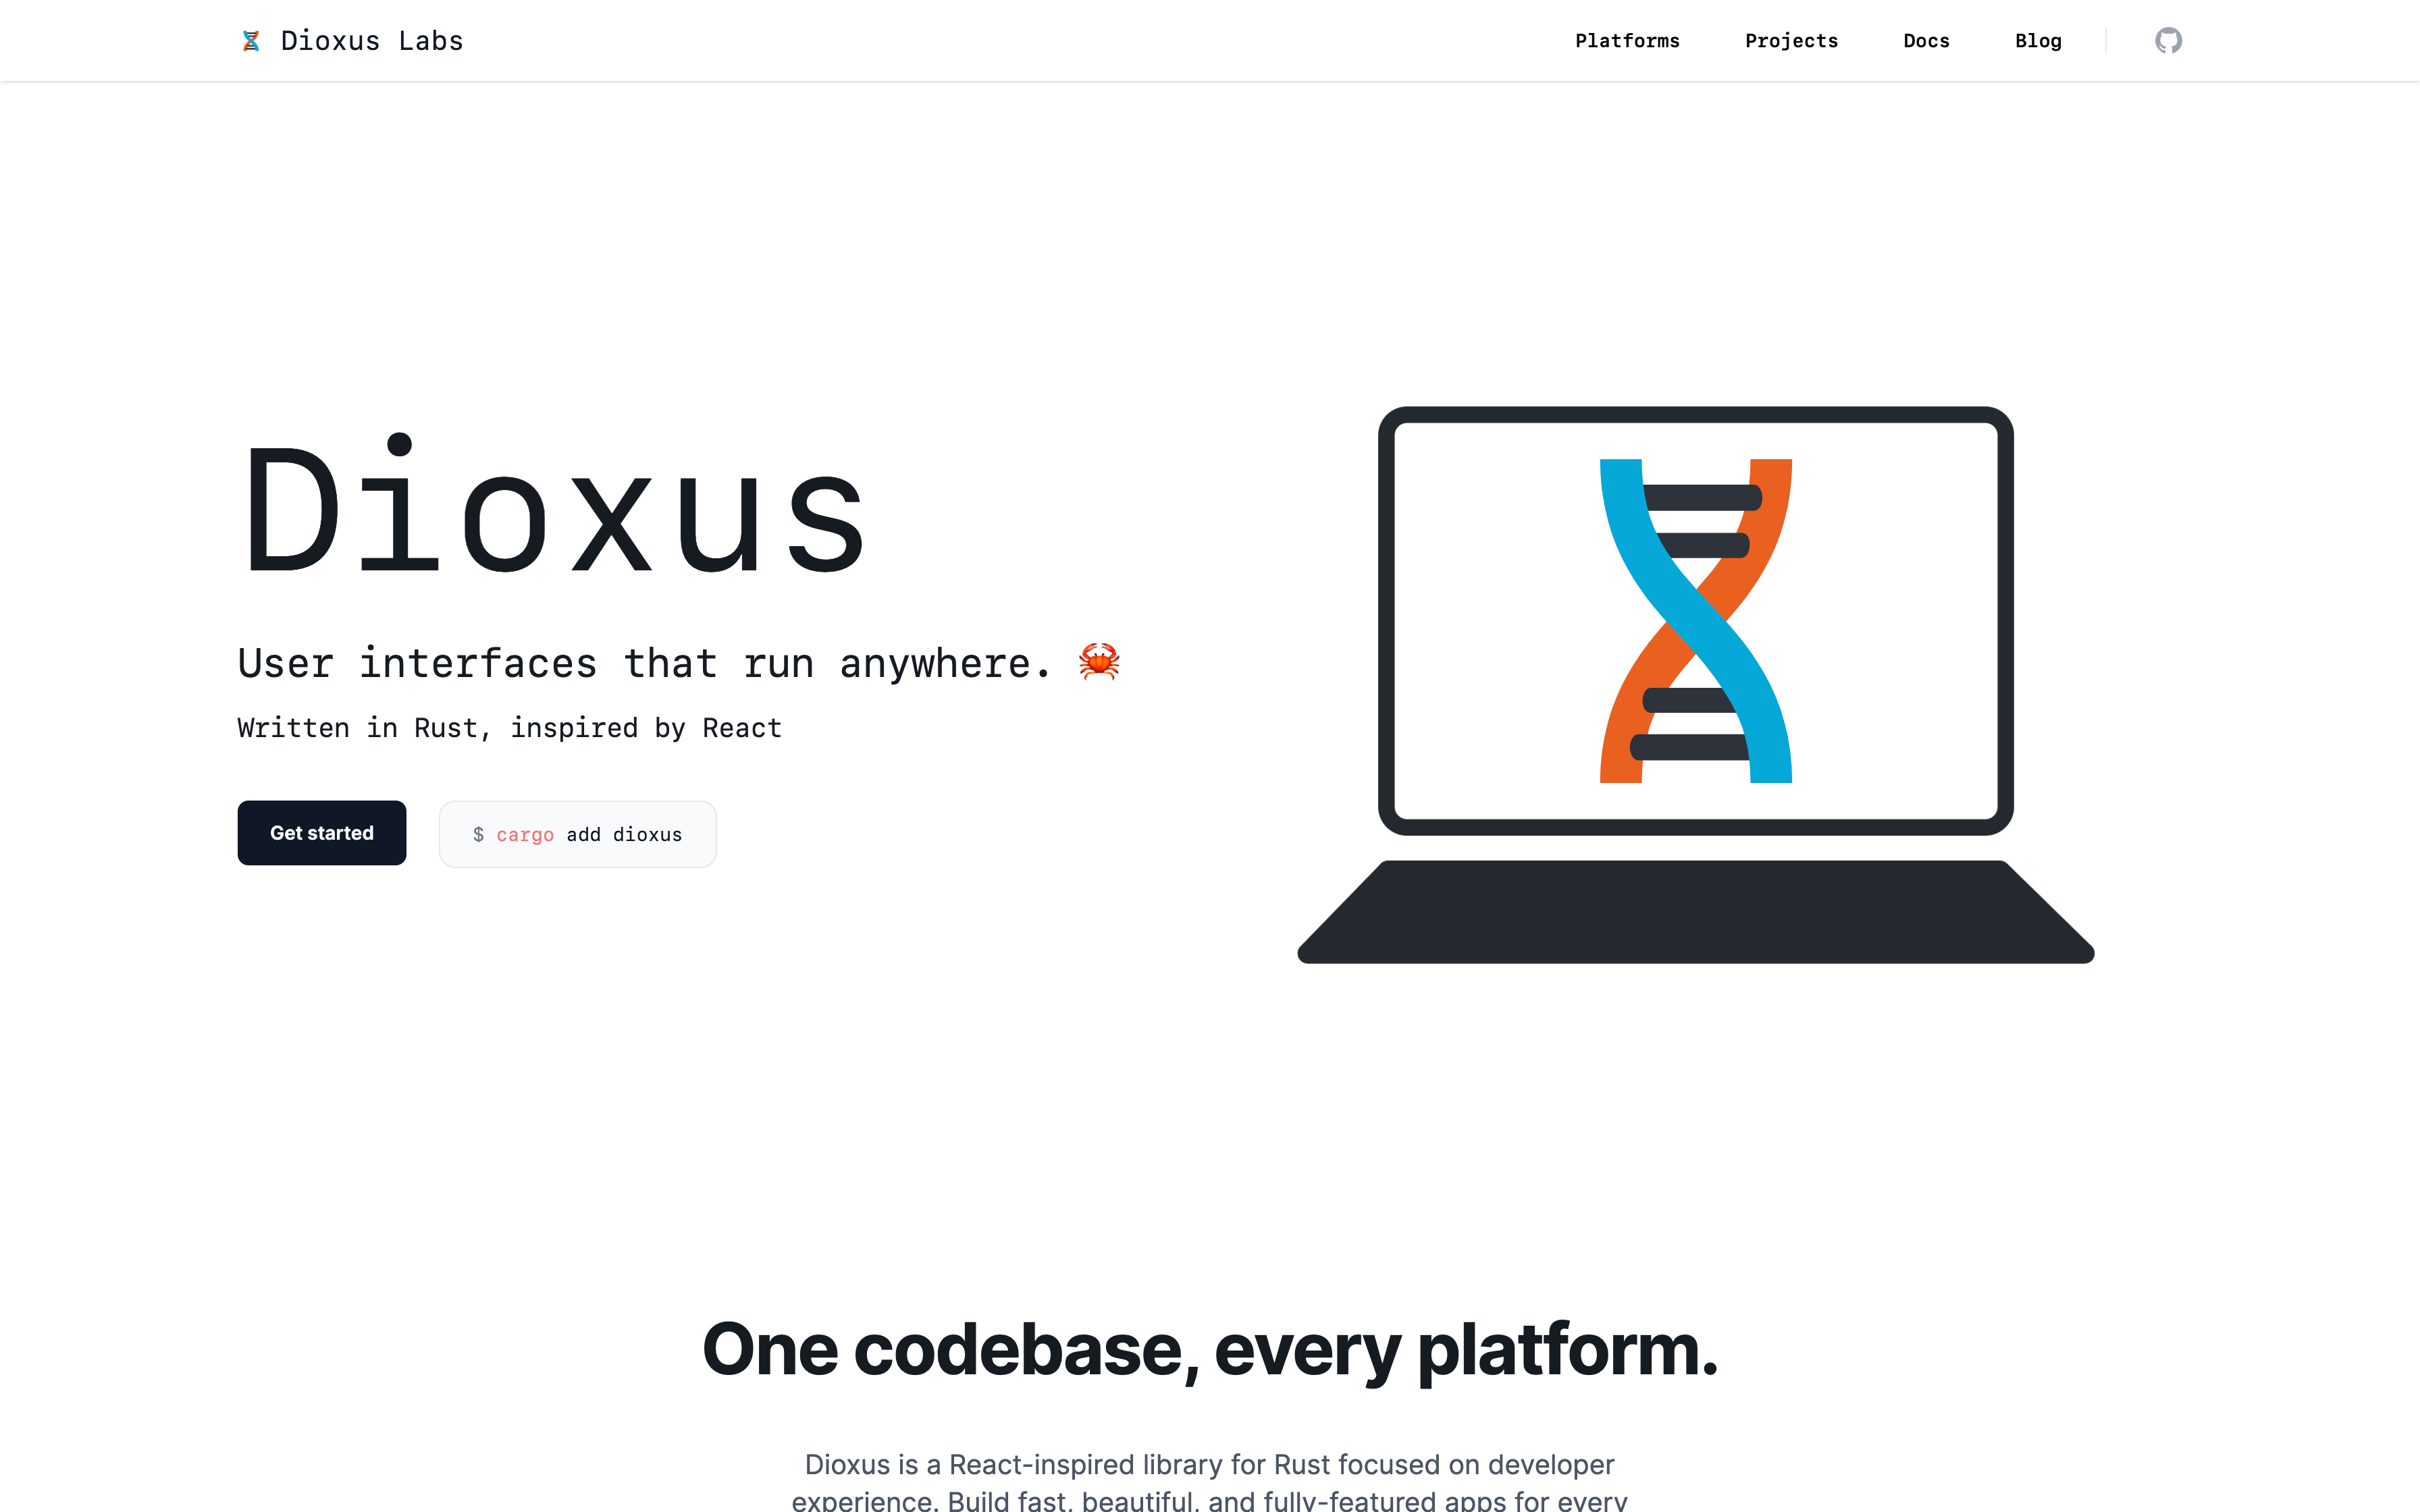 Dioxus Labs
Platforms Projects Docs Blog
Dioxus
User interfaces that run anywhere. 🦀
Written in Rust, inspired by React
Get started
$ cargo add dioxus
One codebase, every platform.
Dioxus is a React-inspired library for Rust focused on developer
experience. Build fast, beautiful, and fully-featured apps for every